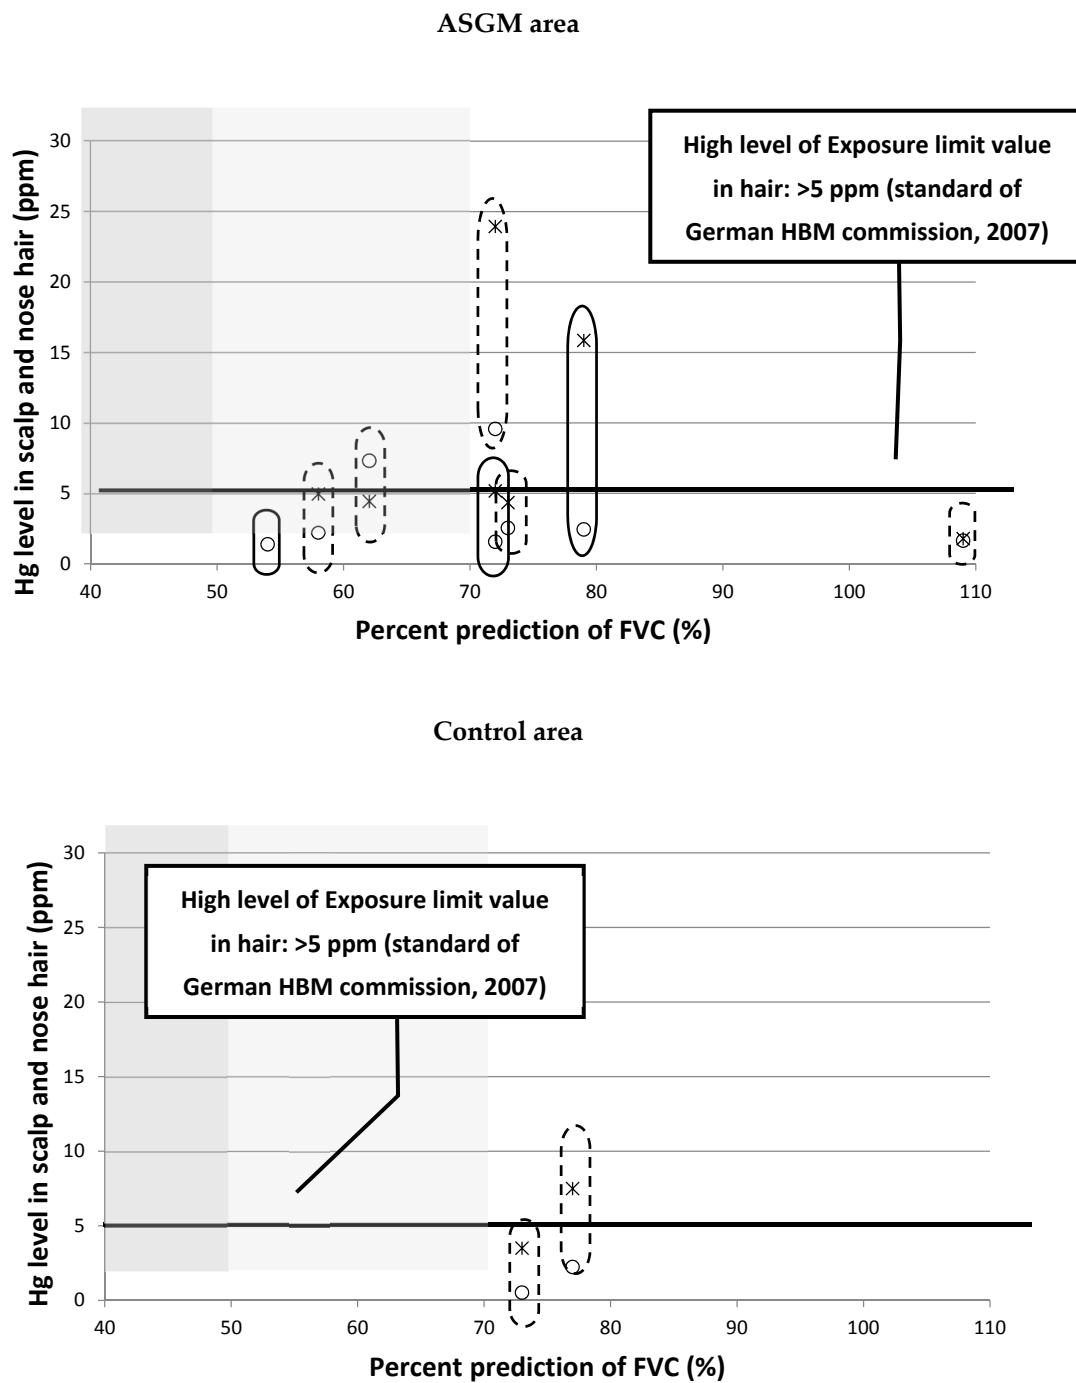 ASGM area
Hg level in scalp and nose hair (ppm)
30
25
20
15
10
5
0
High level of Exposure limit value
in hair: >5 ppm (standard of
German HBM commission, 2007)
40 50 60 70 80 90 100 110
Percent prediction of FVC (%)
Control area
Hg level in scalp and nose hair (ppm)
30
25
20
15
10
5
0
High level of Exposure limit value
in hair: >5 ppm (standard of
German HBM commission, 2007)
40 50 60 70 80 90 100 110
Percent prediction of FVC (%)